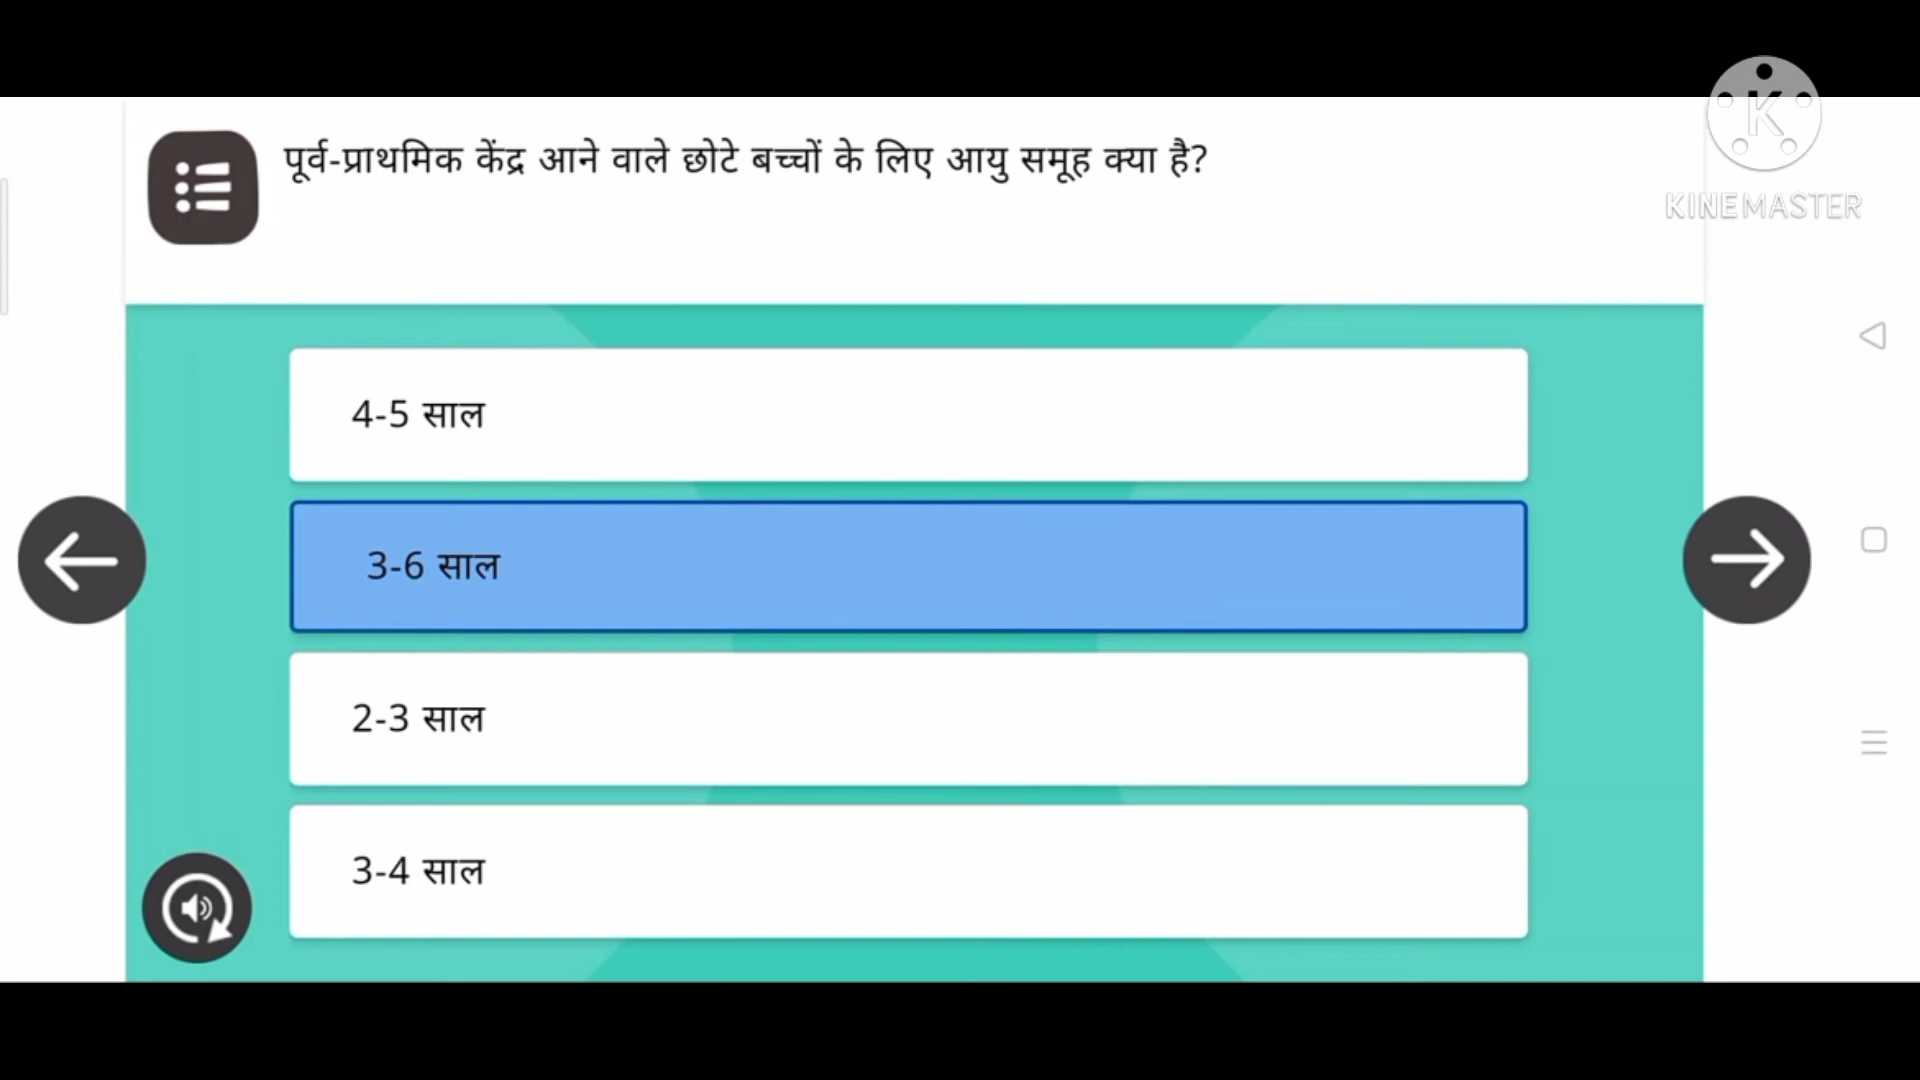 K
KINEMASTER
पूर्व-प्राथमिक केंद्र आने वाले छोटे बच्चों के लिए आयु समूह क्या है?
4-5 साल
3-6 साल
2-3 साल
3-4 साल